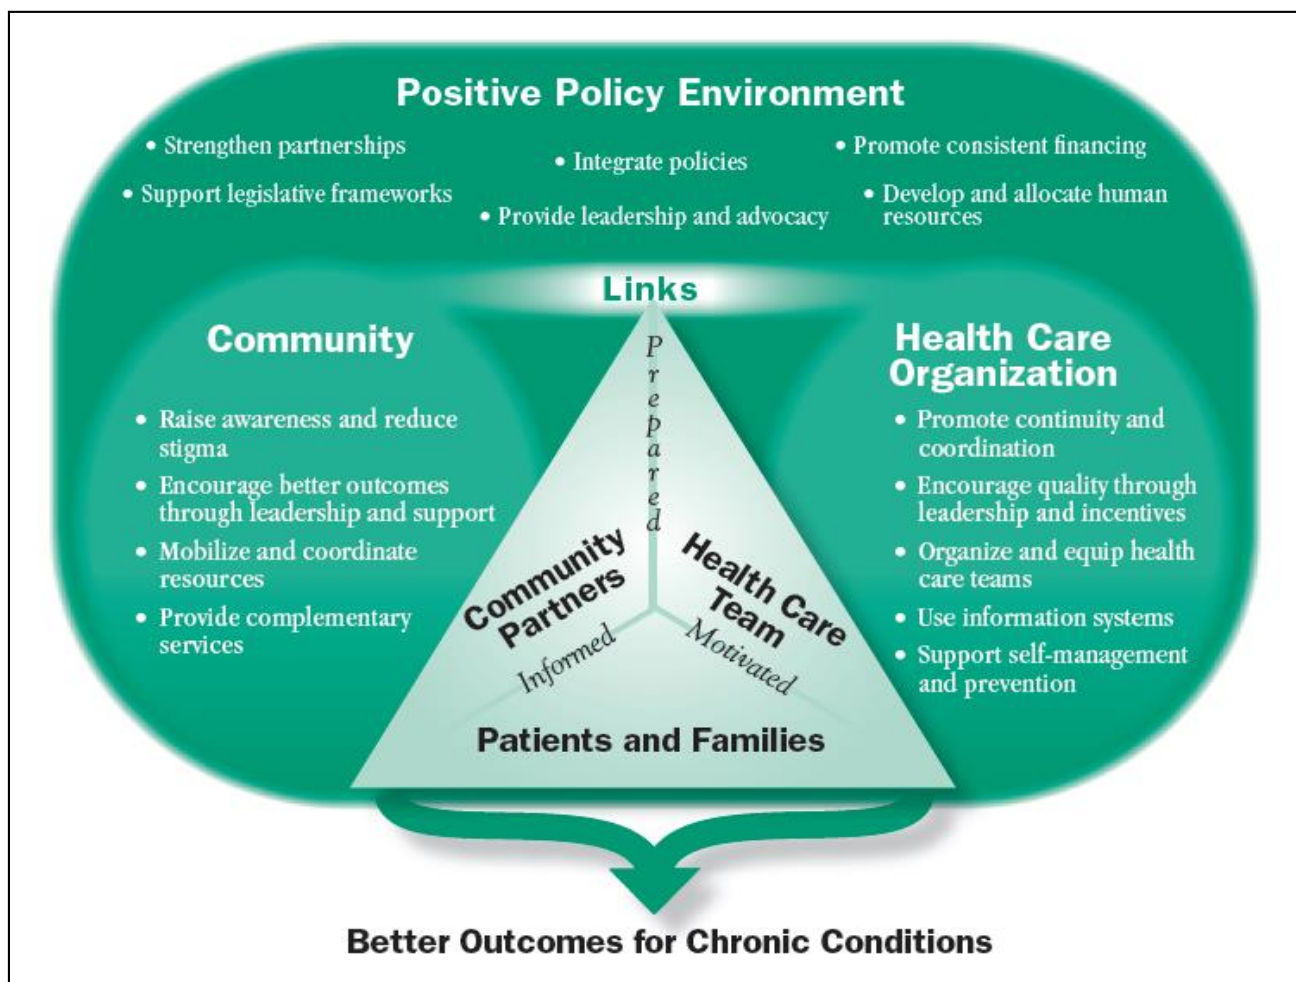 Positive Policy Environment
• Strengthen partnerships
• Support legislative frameworks
• Integrate policies
• Provide leadership and advocacy
• Promote consistent financing
• Develop and allocate human
resources
Links
Community
• Raise awareness and reduce
stigma
• Encourage better outcomes
through leadership and support
• Mobilize and coordinate
resources
• Provide complementary
services
Prepared
Community
Partners
Informed
Health Care
Team
Motivated
Patients and Families
Health Care
Organization
• Promote continuity and
coordination
• Encourage quality through
leadership and incentives
• Organize and equip health
care teams
• Use information systems
• Support self-management
and prevention
Better Outcomes for Chronic Conditions